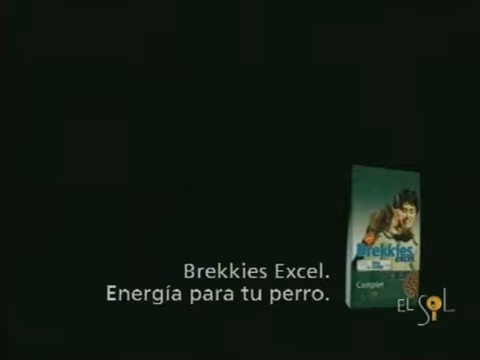 Brekkies
excel
Complet
Brekkies Excel.
Energía para tu perro.
EL SOL